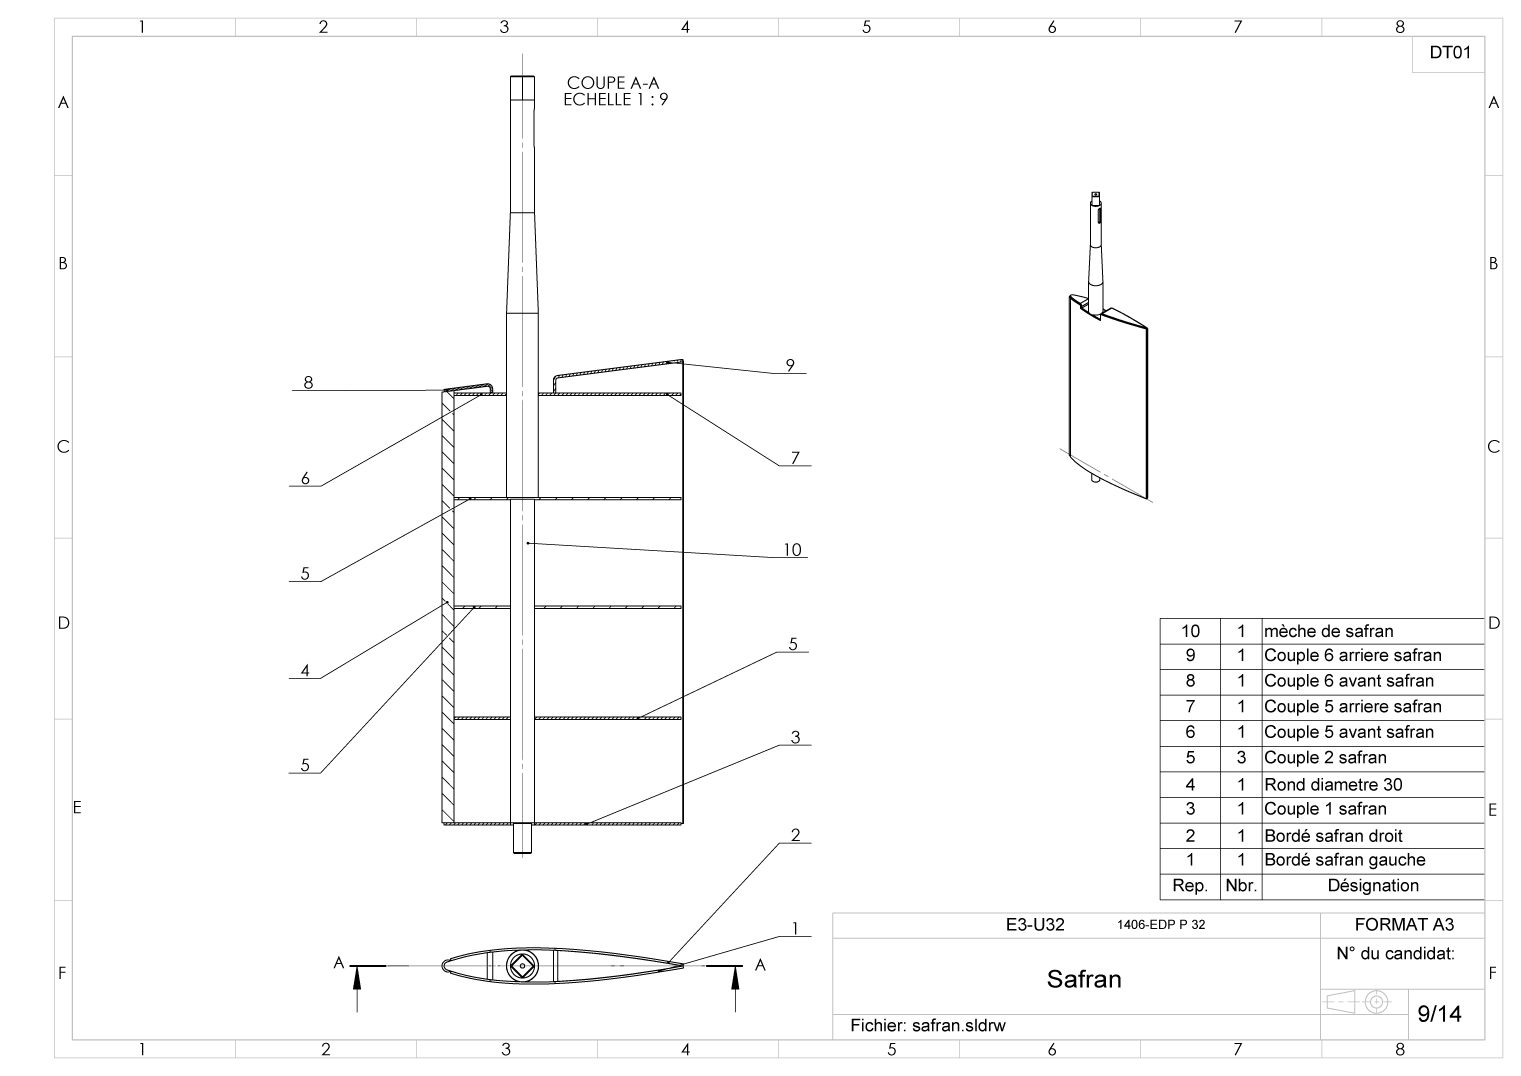 1 2 3 4 5 6 7 8
DT01
COUPE A-A
ECHELLE 1 : 9
A A
B B
C C
D D
E E
F F
8
9
6
7
5
10
4
5
5
3
2
1
A A
10 1 mèche de safran
9 1 Couple 6 arriere safran
8 1 Couple 6 avant safran
7 1 Couple 5 arriere safran
6 1 Couple 5 avant safran
5 3 Couple 2 safran
4 1 Rond diametre 30
3 1 Couple 1 safran
2 1 Bordé safran droit
1 1 Bordé safran gauche
Rep. Nbr. Désignation
E3-U32 1406-EDP P 32 FORMAT A3
N° du candidat:
Safran
Fichier: safran.sldrw
9/14
1 2 3 4 5 6 7 8